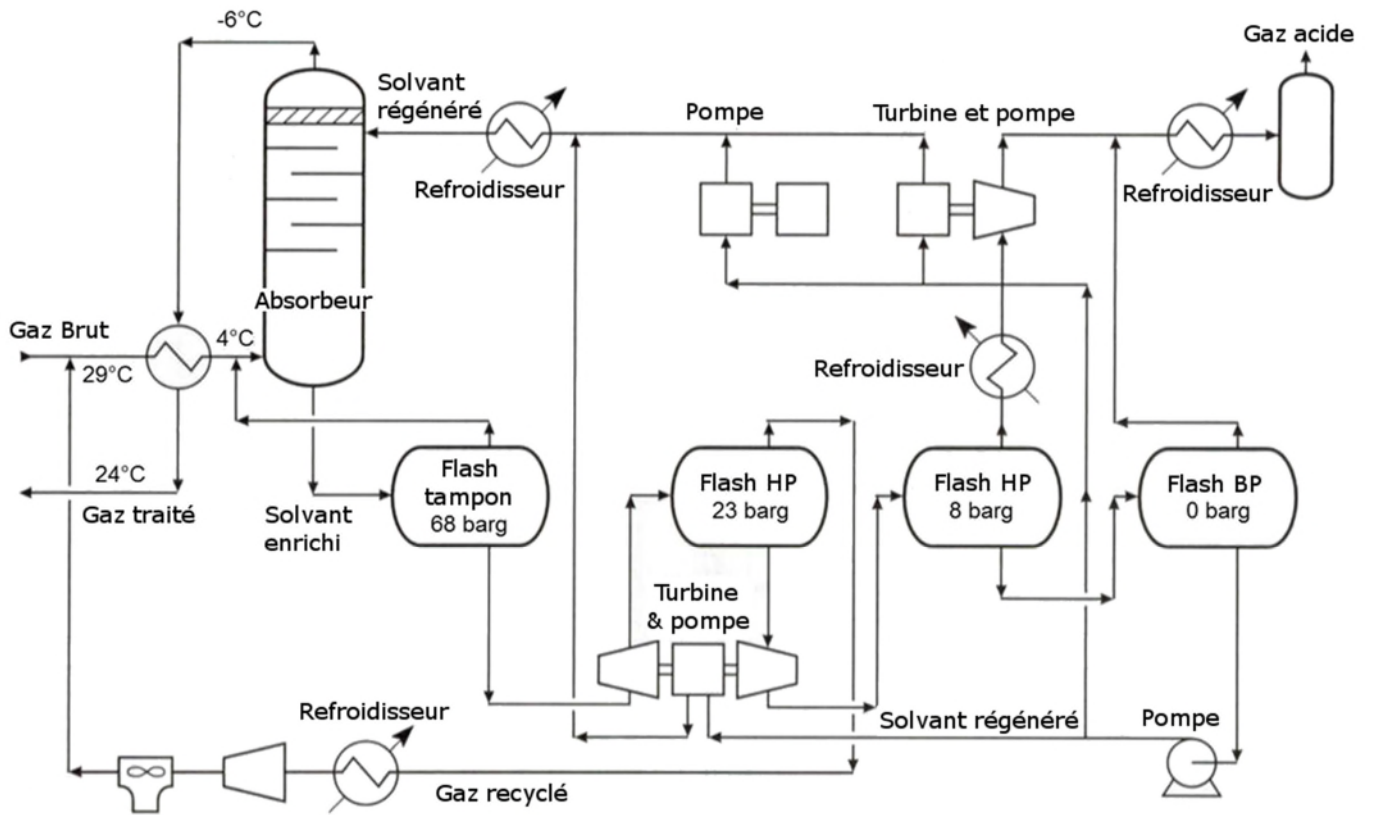 -6°C
Gaz acide
Solvant
régénéré
Pompe
Turbine et pompe
Refroidisseur
Refroidisseur
Absorbeur
Gaz Brut
4°C
29°C
Refroidisseur
24°C
Gaz traité
Solvant
enrichi
Flash
tampon
68 barg
Flash HP
23 barg
Flash HP
8 barg
Flash BP
0 barg
Turbine
& pompe
Refroidisseur
Solvant régénéré
Pompe
Gaz recyclé